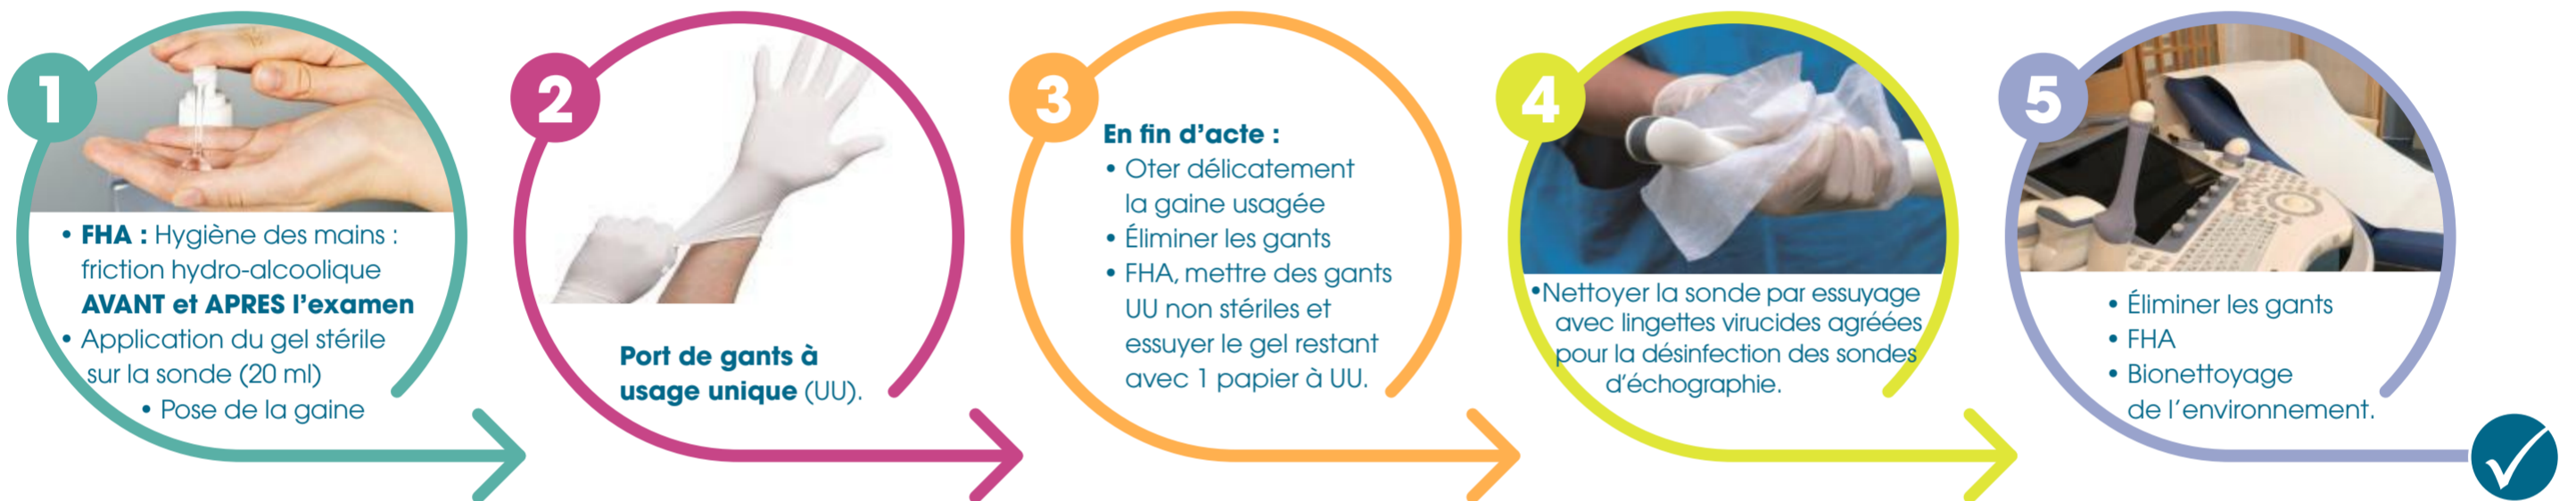 1
• FHA : Hygiène des mains :
friction hydro-alcoolique
AVANT et APRES l'examen
• Application du gel stérile
sur la sonde (20 ml)
• Pose de la gaine
2
Port de gants à
usage unique (UU).
3
En fin d'acte :
• Oter délicatement
la gaine usagée
• Éliminer les gants
• FHA, mettre des gants
UU non stériles et
essuyer le gel restant
avec 1 papier à UU.
4
•Nettoyer la sonde par essuyage
avec lingettes virucides agréées
pour la désinfection des sondes
d'échographie.
5
• Éliminer les gants
• FHA
• Bionettoyage
de l'environnement.